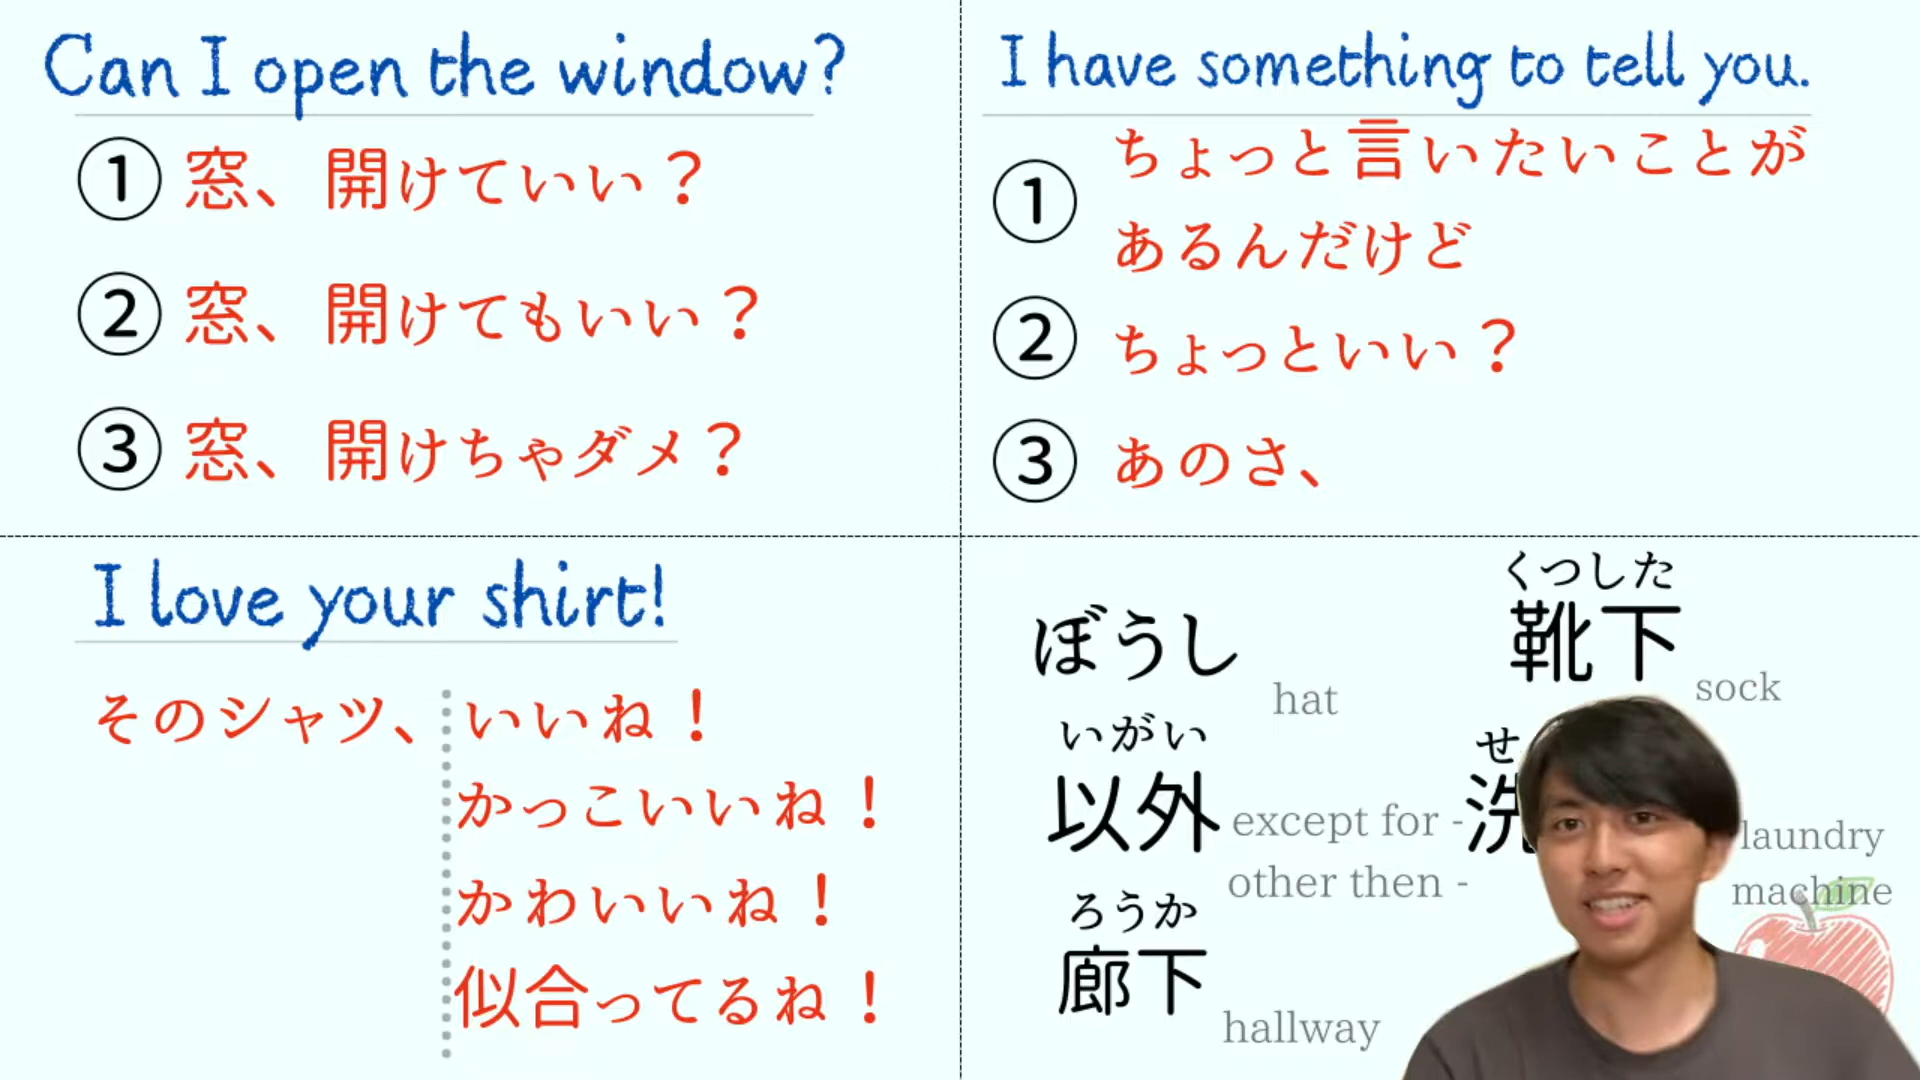 Can I open the window?
① 窓、開けていい？
② 窓、開けてもいい？
③ 窓、開けちゃダメ？
I have something to tell you.
① ちょっと言いたいことが
あるんだけど
② ちょっといい？
③ あのさ、
I love your shirt!
そのシャツ、いいね！
かっこいいね！
かわいいね！
似合ってるね！
ぼうし
hat
くつした
靴下
sock
いがい
以外
except for -
other then -
せ
洗
laundry
machine
ろうか
廊下
hallway